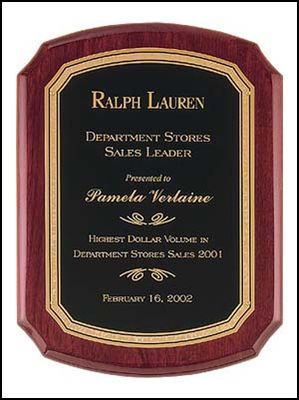 RALPH LAUREN
DEPARTMENT STORES
SALES LEADER
Presented to
Pamela Verlaine
HIGHEST DOLLAR VOLUME IN
DEPARTMENT STORES SALES 2001
FEBRUARY 16, 2002